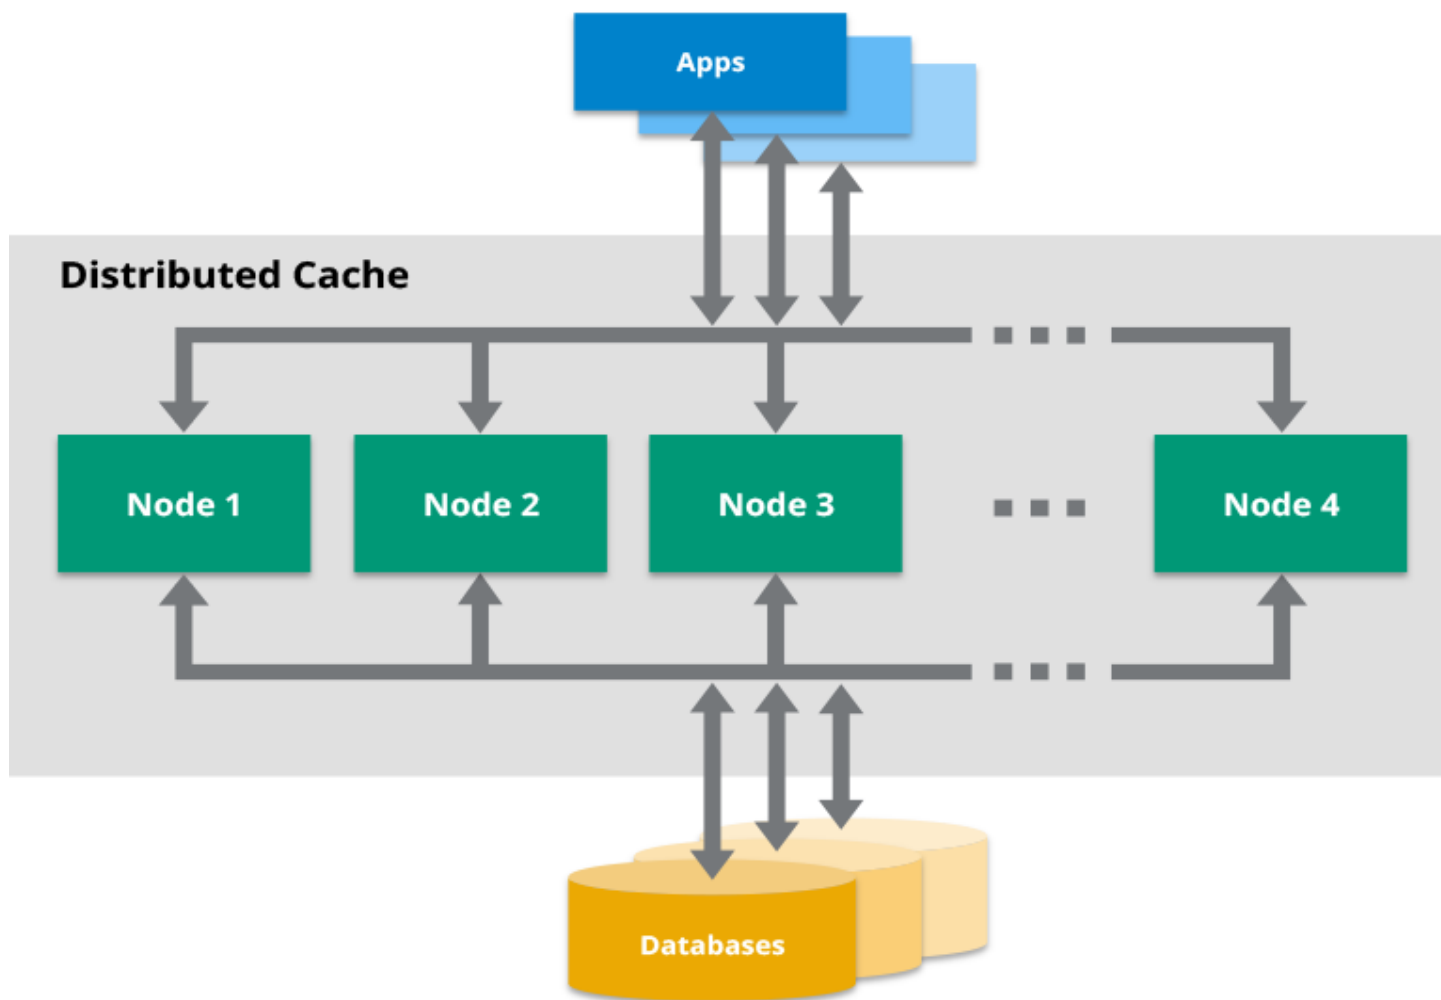 Apps
Distributed Cache
Node 1
Node 2
Node 3
Node 4
Databases